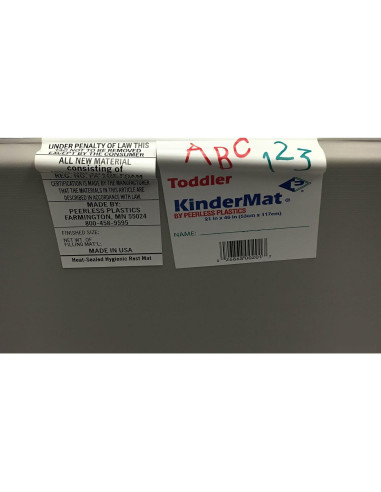 UNDER PENALTY OF LAW THIS
TAG NOT TO BE REMOVED
EXCEPT BY THE CONSUMER
ALL NEW MATERIAL
consisting of
CERTIFICATION IS MADE BY THE MANUFACTURER
THAT THE MATERIALS IN THIS ARTICLE ARE
DESCRIBED IN ACCORDANCE WITH LAW.
MADE BY:
PEERLESS PLASTICS
FARMINGTON, MN 55024
800-458-9595
FINISHED SIZE:
NET WT. OF
FILLING MAT'L:
MADE IN USA
Heat-Sealed Hygienic Rest Mat
ABC 123
Toddler
KinderMat ®
BY PEERLESS PLASTICS
NAME: